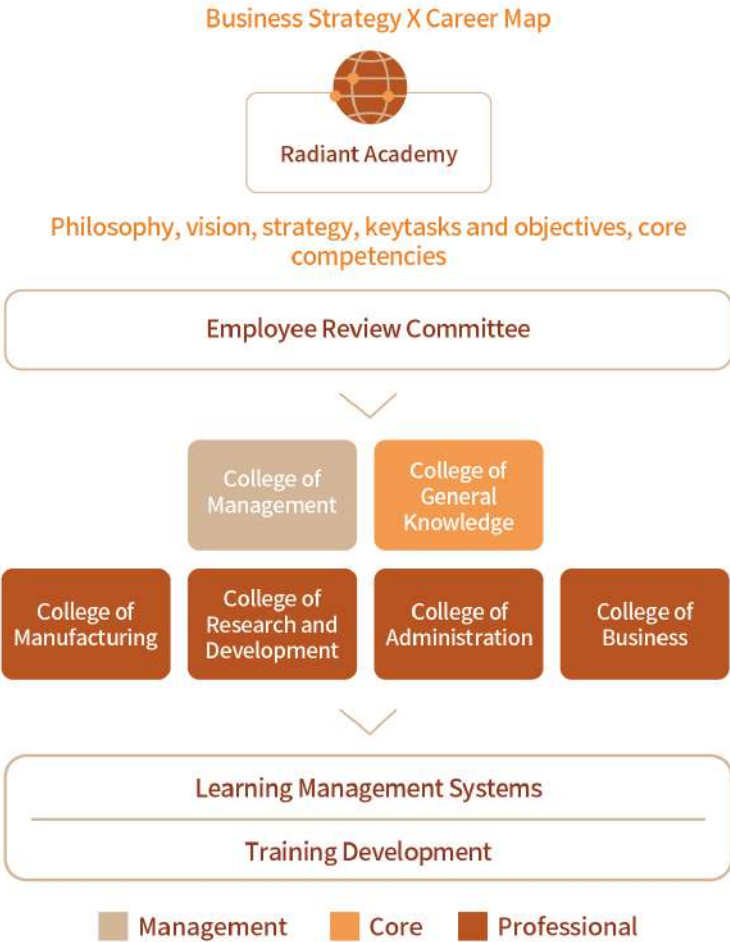 Business Strategy X Career Map
Radiant Academy
Philosophy, vision, strategy, keytasks and objectives, core
competencies
Employee Review Committee
College of
Management
College of
General
Knowledge
College of
Manufacturing
College of
Research and
Development
College of
Administration
College of
Business
Learning Management Systems
Training Development
Management
Core
Professional